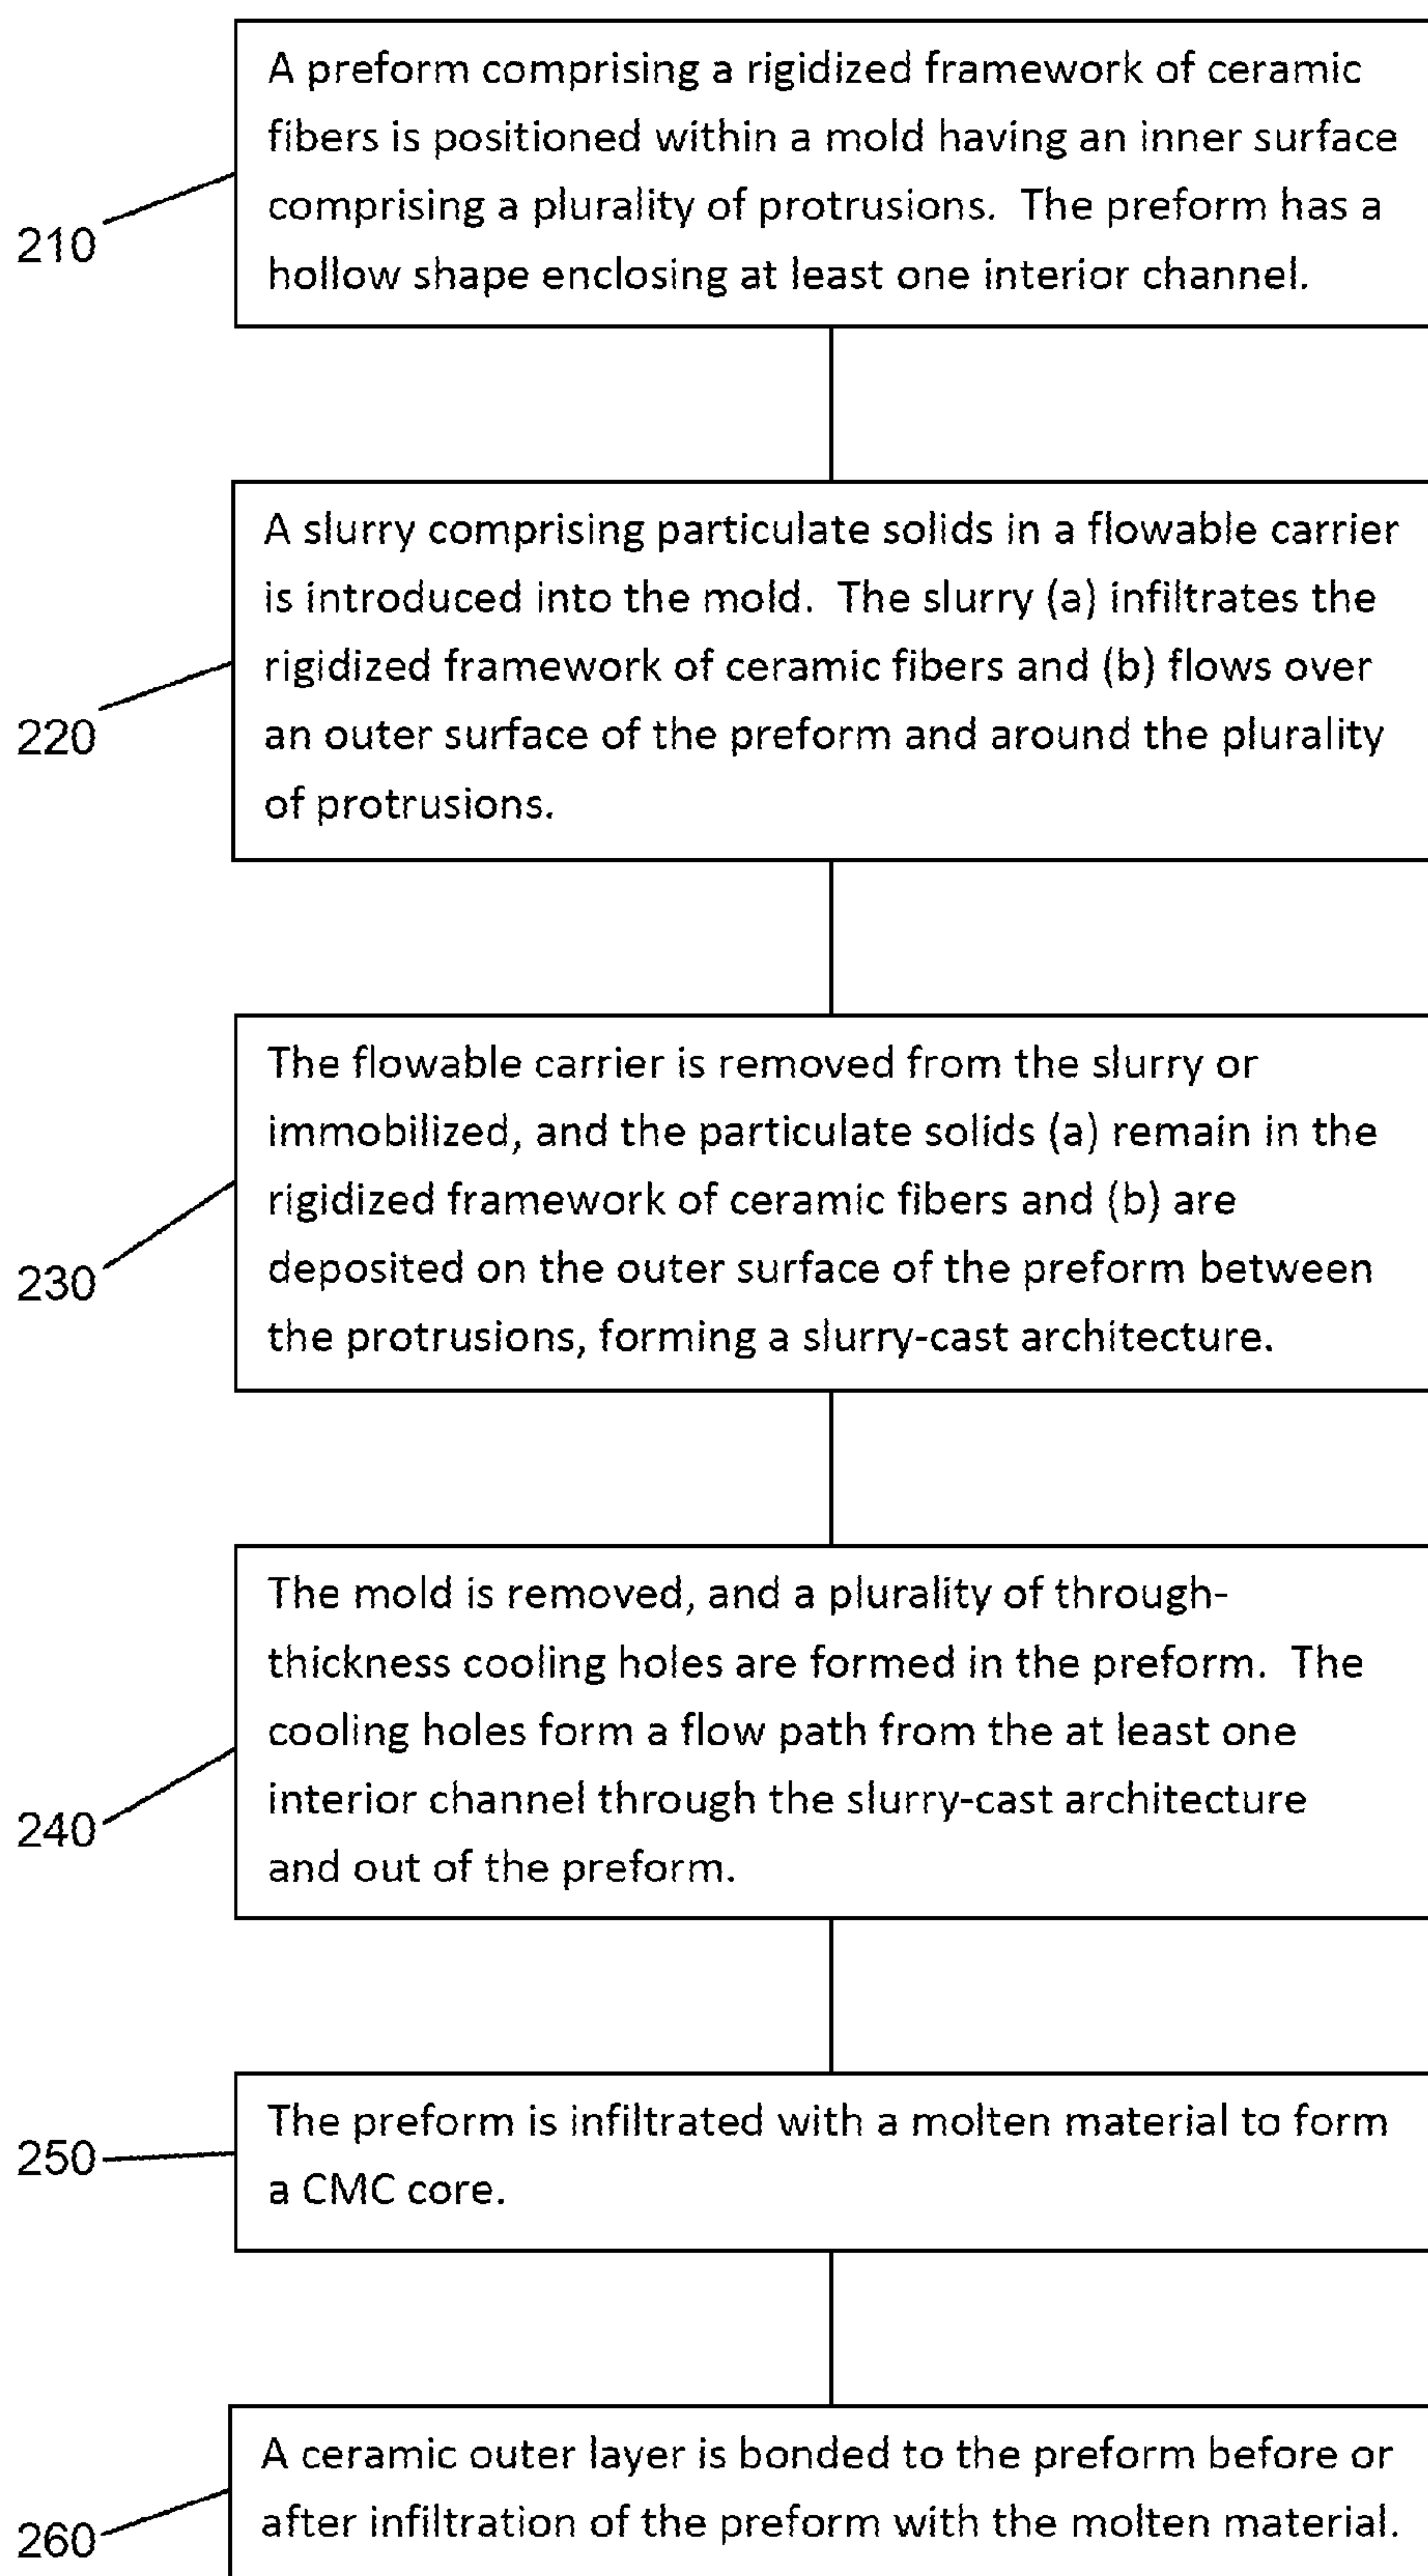 A preform comprising a rigidized framework of ceramic
fibers is positioned within a mold having an inner surface
comprising a plurality of protrusions. The preform has a
hollow shape enclosing at least one interior channel.
210
A slurry comprising particulate solids in a flowable carrier
is introduced into the mold. The slurry (a) infiltrates the
rigidized framework of ceramic fibers and (b) flows over
an outer surface of the preform and around the plurality
of protrusions.
220
The flowable carrier is removed from the slurry or
immobilized, and the particulate solids (a) remain in the
rigidized framework of ceramic fibers and (b) are
deposited on the outer surface of the preform between
the protrusions, forming a slurry-cast architecture.
230
The mold is removed, and a plurality of through-
thickness cooling holes are formed in the preform. The
cooling holes form a flow path from the at least one
interior channel through the slurry-cast architecture
and out of the preform.
240
The preform is infiltrated with a molten material to form
a CMC core.
250
A ceramic outer layer is bonded to the preform before or
after infiltration of the preform with the molten material.
260